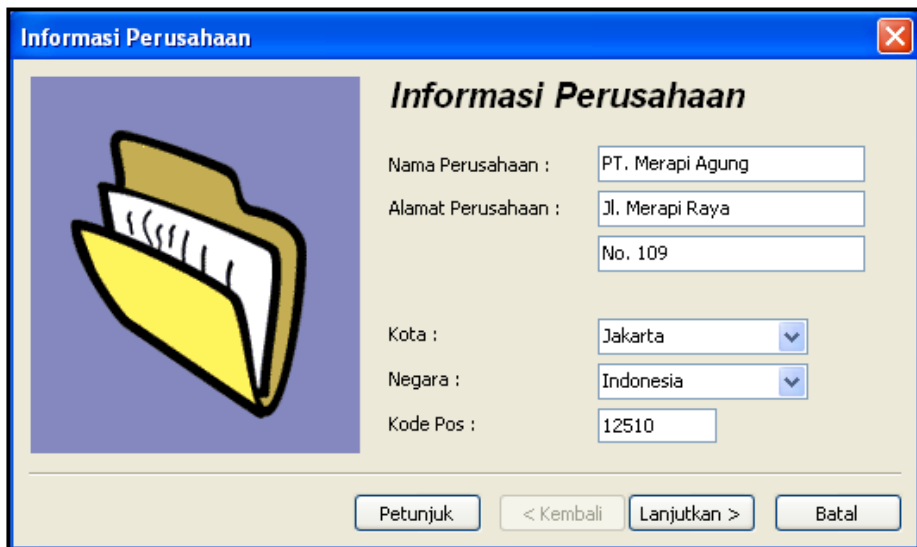 Informasi Perusahaan
Informasi Perusahaan
Nama Perusahaan : PT. Merapi Agung
Alamat Perusahaan : Jl. Merapi Raya
No. 109
Kota : Jakarta
Negara : Indonesia
Kode Pos : 12510
Petunjuk < Kembali Lanjutkan > Batal